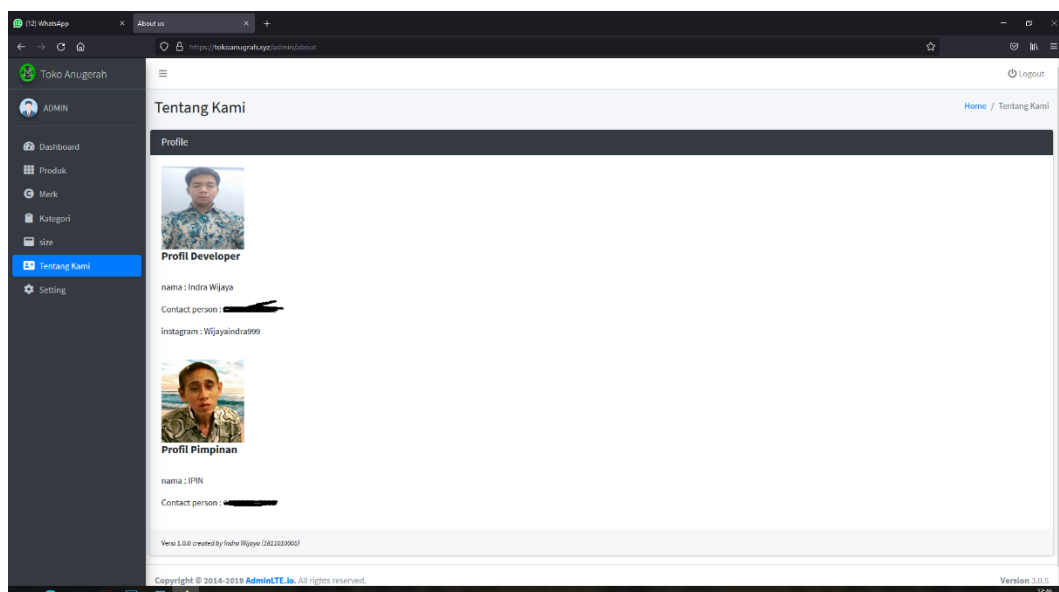 (12) WhatsApp
About us
https://tokoanugrah.xyz/admin/about
Toko Anugerah
Logout
ADMIN
Tentang Kami
Home / Tentang Kami
Dashboard
Produk
Merk
Kategori
size
Tentang Kami
Setting
Profile
Profil Developer
nama : Indra Wijaya
Contact person :
instagram : Wijayaindra999
Profil Pimpinan
nama : IPIN
Contact person :
Versi 1.0.0 created by Indra Wijaya (1611010005)
Copyright © 2014-2019 AdminLTE.io. All rights reserved.
Version 3.0.5